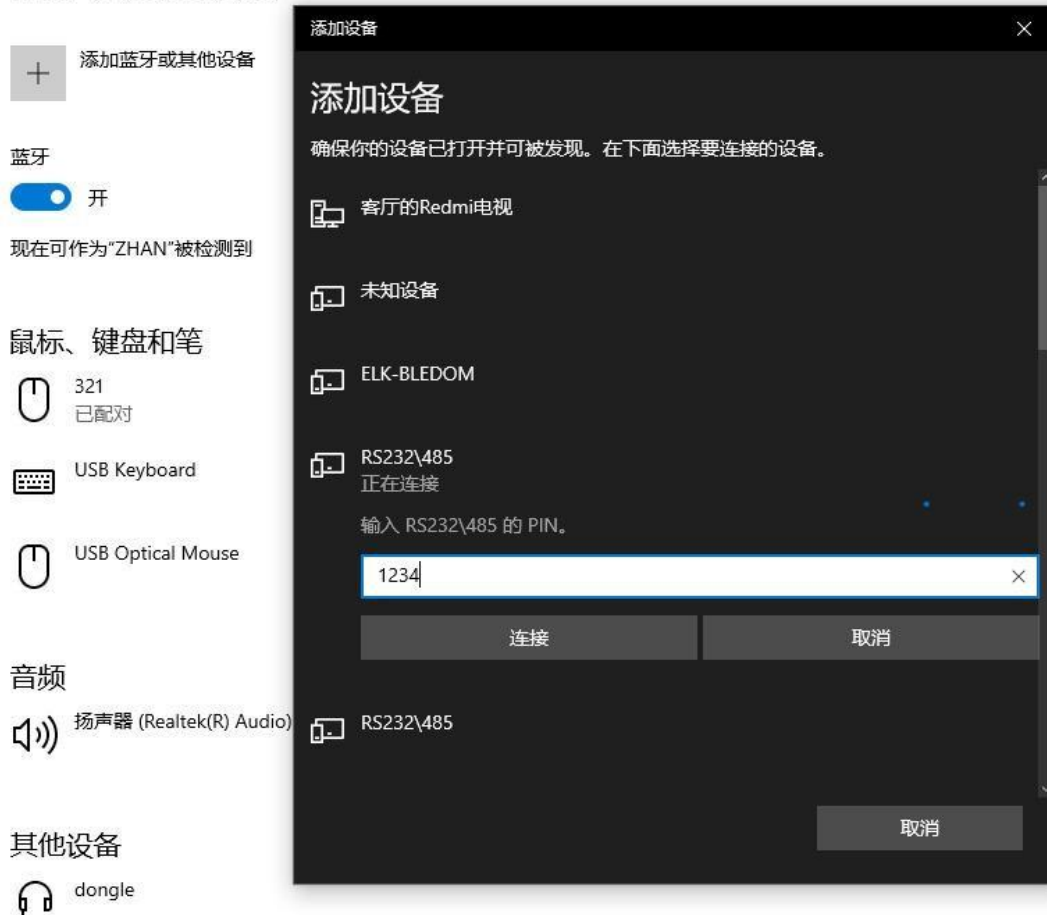 添加蓝牙或其他设备
蓝牙
开
现在可作为“ZHAN”被检测到
鼠标、键盘和笔
321
已配对
USB Keyboard
USB Optical Mouse
音频
扬声器 (Realtek(R) Audio)
其他设备
dongle
添加设备
添加设备
确保你的设备已打开并可被发现。在下面选择要连接的设备。
客厅的Redmi电视
未知设备
ELK-BLEDOM
RS232\485
正在连接
输入 RS232\485 的 PIN。
1234
连接
取消
RS232\485
取消